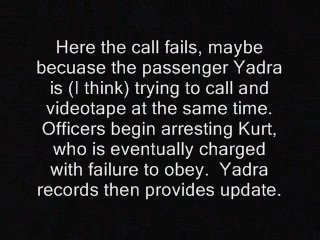 Here the call fails, maybe
becuase the passenger Yadra
is (I think) trying to call and
videotape at the same time.
Officers begin arresting Kurt,
who is eventually charged
with failure to obey.  Yadra
records then provides update.